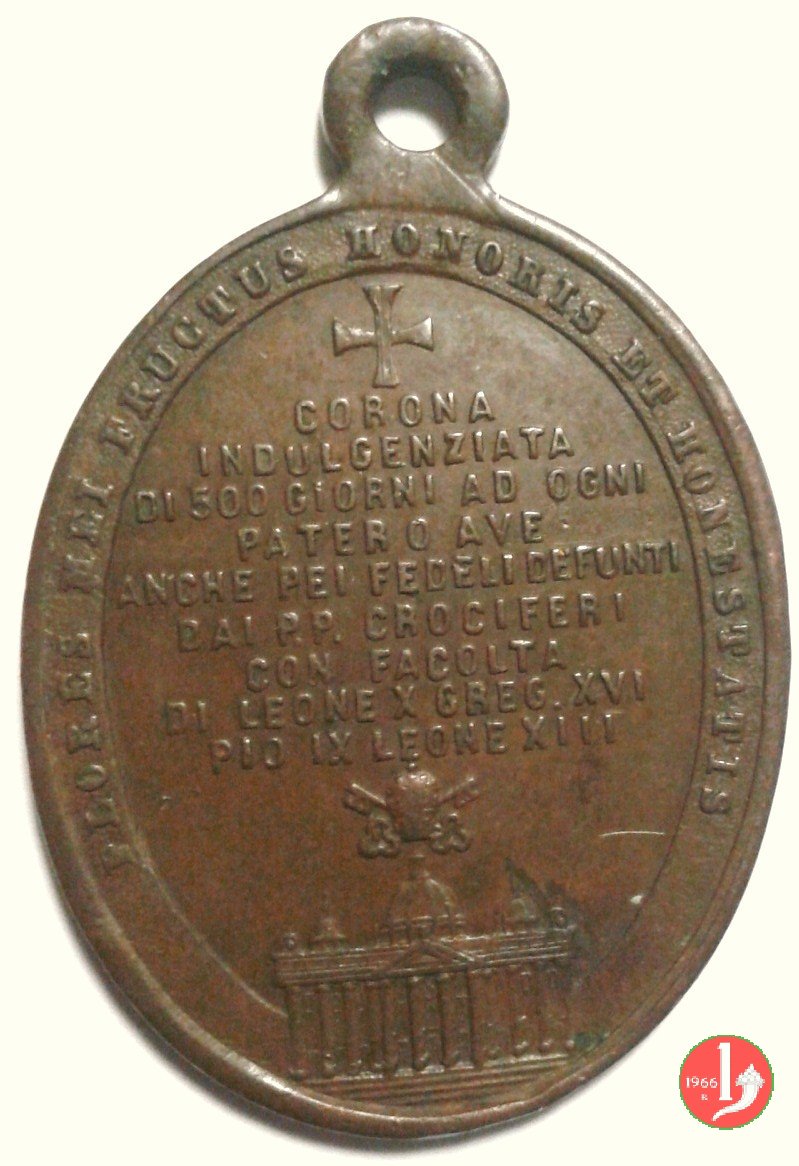 FLORES MEI FRUCTUS HONORIS ET HONESTATIS
CORONA
INDULGENZIATA
DI 500 GIORNI AD OGNI
PATER O AVE
ANCHE PEI FEDELI DEFUNTI
DAI P.P. CROCIFERI
CON FACOLTA
DI LEONE X GREG. XVI
PIO IX LEONE XIII
1966